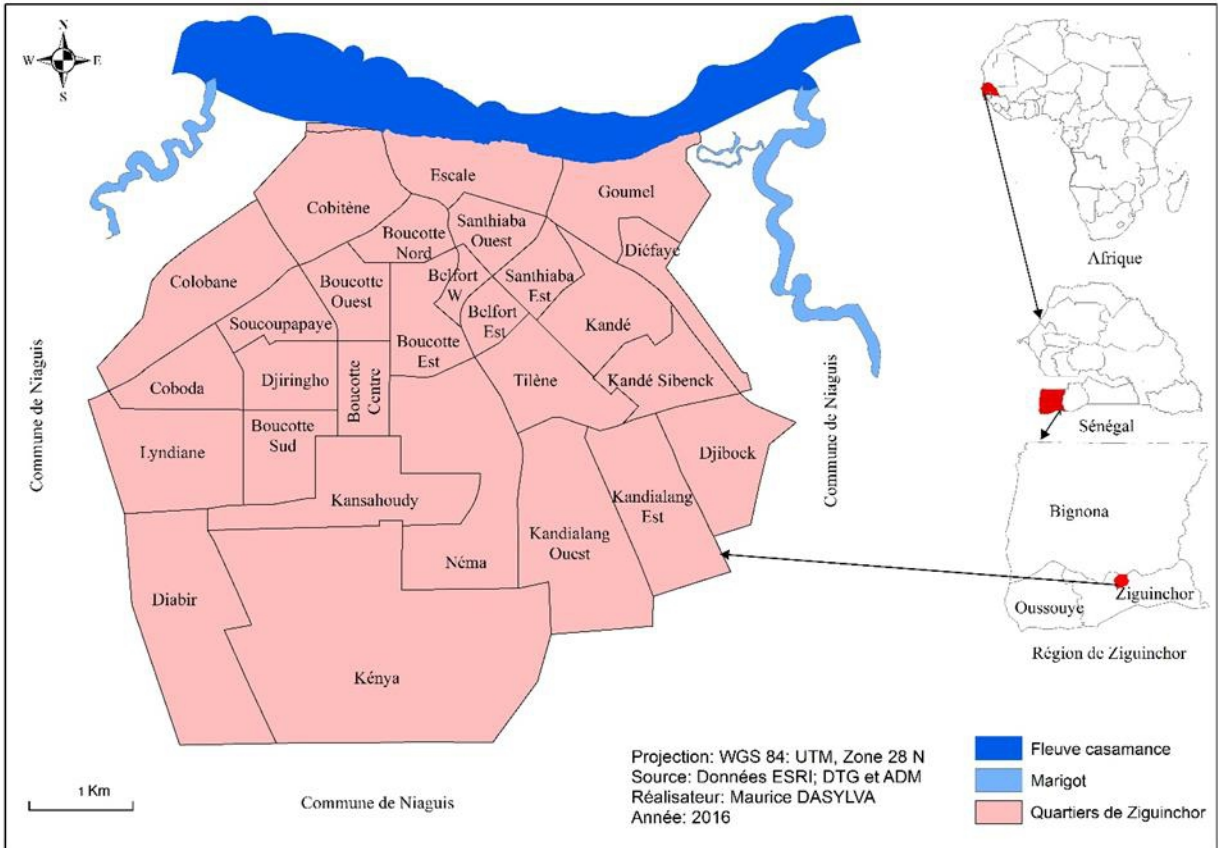 N
W
E
S
Escale
Goumel
Cobitène
Santhiaba
Ouest
Boucotte
Nord
Diéfaye
Colobane
Belfort
W
Santhiaba
Est
Boucotte
Ouest
Soucoupapaye
Belfort
Est
Kandé
Boucotte
Est
Coboda
Djiringho
Boucotte
Centre
Tilène
Kandé Sibenck
Boucotte
Sud
Lyndiane
Djibock
Kansahoudy
Kandialang
Est
Kandialang
Ouest
Néma
Diabir
Kénya
Commune de Niaguis
Commune de Niaguis
Commune de Niaguis
1 Km
Afrique
Sénégal
Bignona
Ziguinchor
Oussouye
Région de Ziguinchor
Projection: WGS 84: UTM, Zone 28 N
Source: Données ESRI; DTG et ADM
Réalisateur: Maurice DASYLVA
Année: 2016
Fleuve casamance
Marigot
Quartiers de Ziguinchor